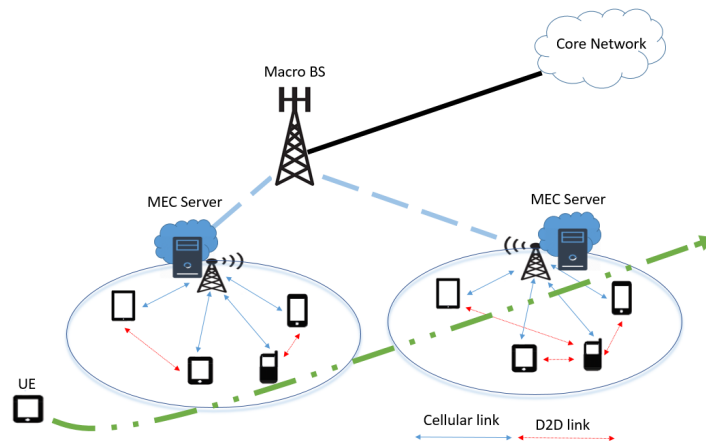 Core Network
Macro BS
MEC Server
MEC Server
UE
Cellular link
D2D link